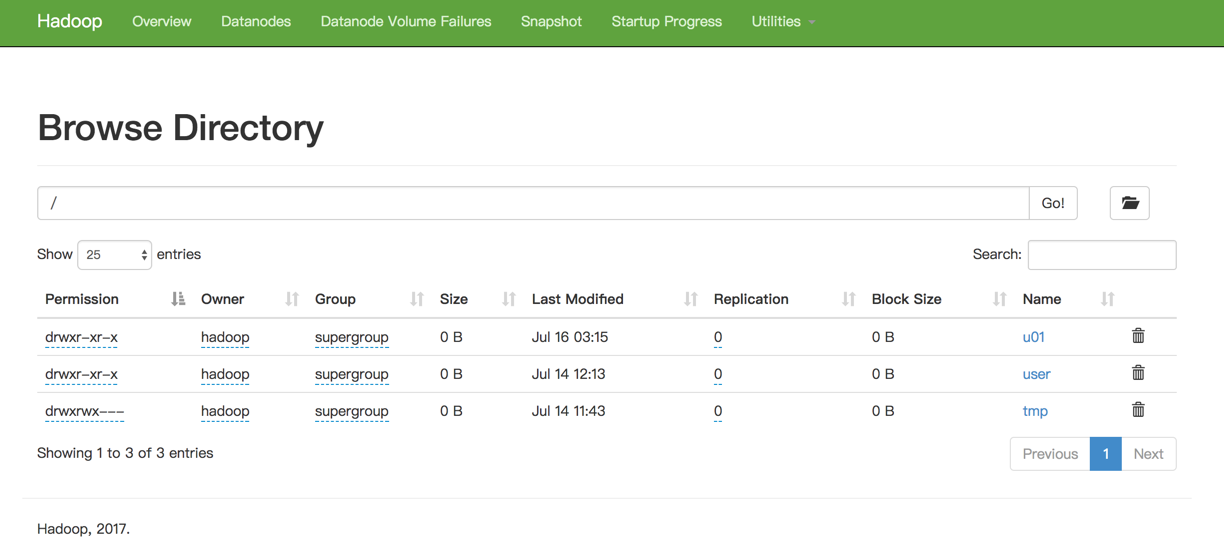 Hadoop Overview Datanodes Datanode Volume Failures Snapshot Startup Progress Utilities
Browse Directory
/ Go!
Show 25 entries Search:
Permission Owner Group Size Last Modified Replication Block Size Name
drwxr-xr-x hadoop supergroup 0 B Jul 16 03:15 0 0 B u01
drwxr-xr-x hadoop supergroup 0 B Jul 14 12:13 0 0 B user
drwxrwx--- hadoop supergroup 0 B Jul 14 11:43 0 0 B tmp
Showing 1 to 3 of 3 entries Previous 1 Next
Hadoop, 2017.